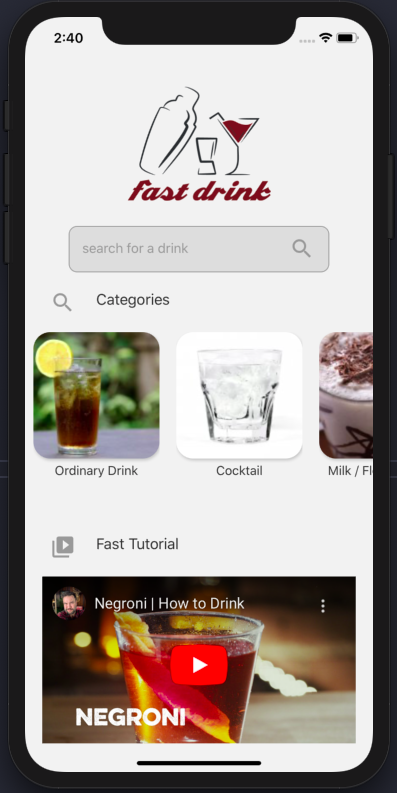 2:40
fast drink
search for a drink
Categories
Ordinary Drink
Cocktail
Milk / Fl
Fast Tutorial
Negroni | How to Drink
NEGRONI